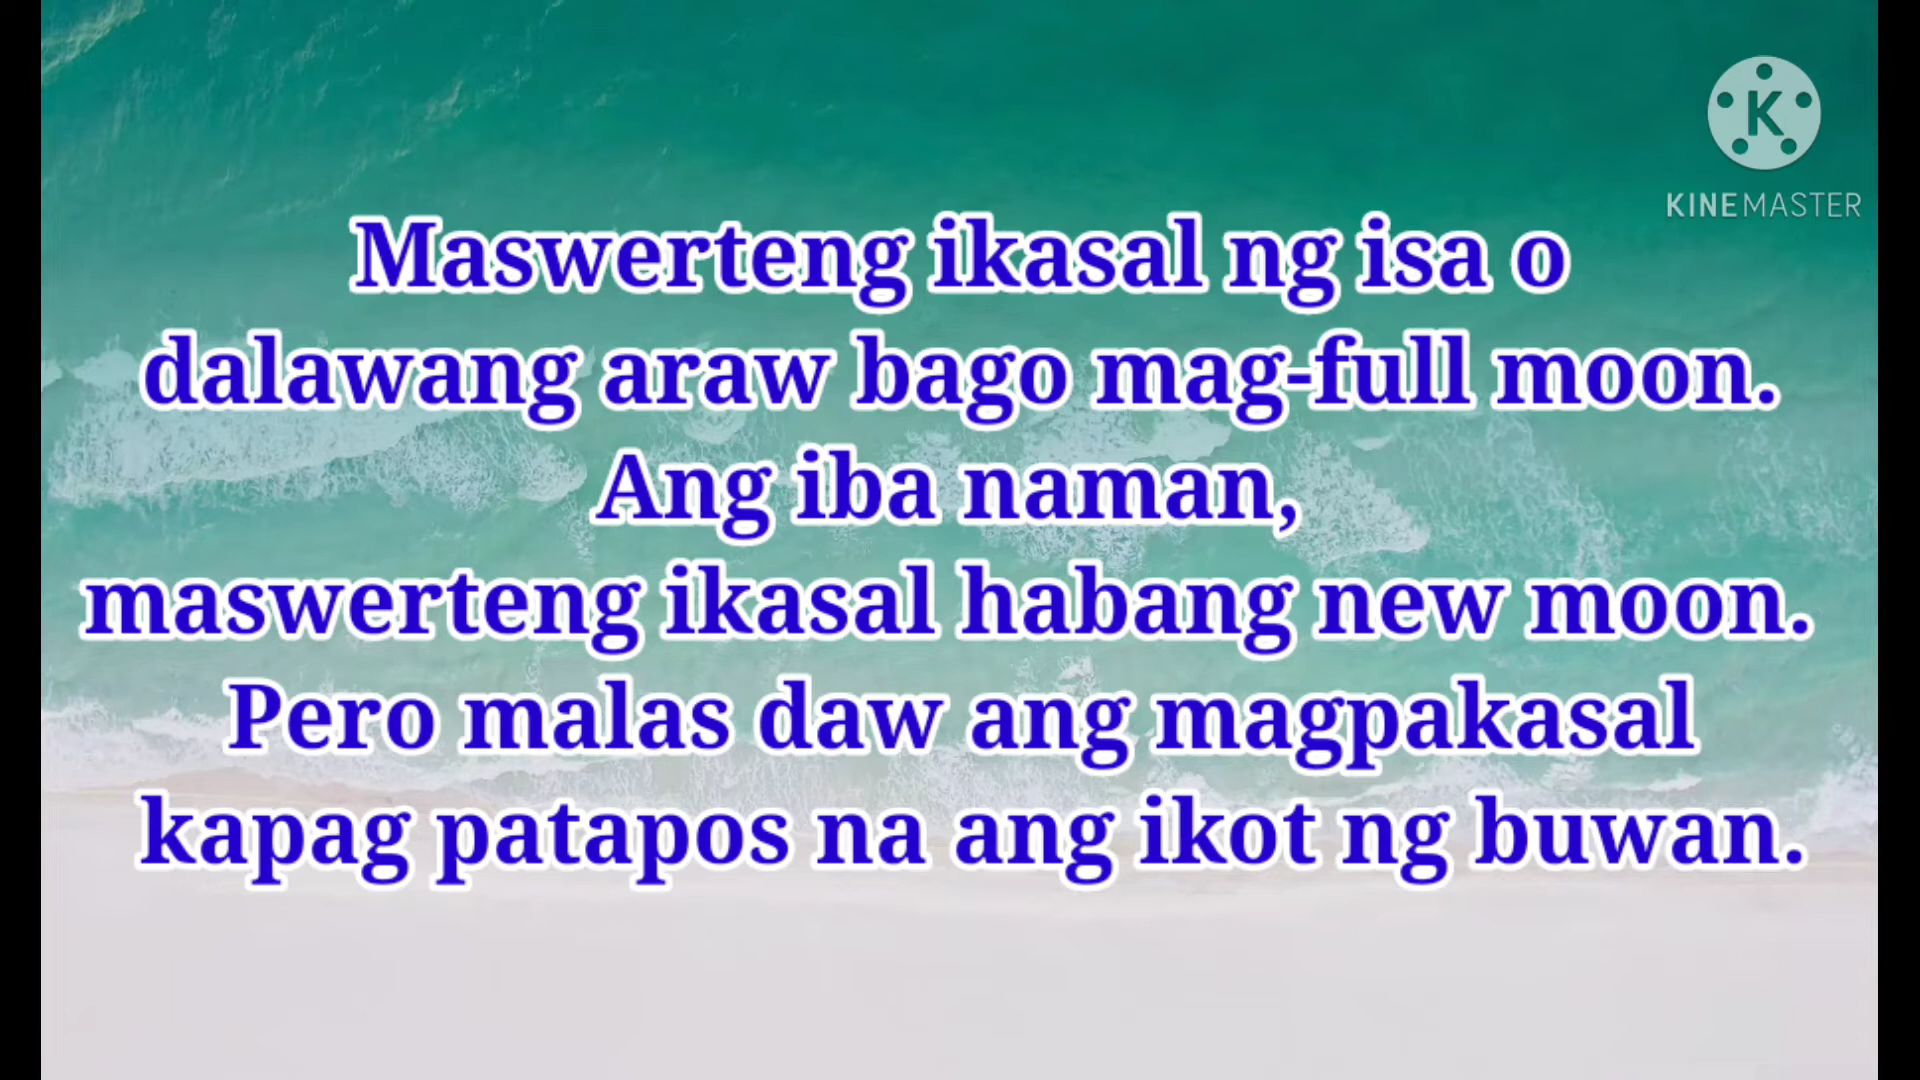 K
KINEMASTER
Maswerteng ikasal ng isa o
dalawang araw bago mag-full moon.
Ang iba naman,
maswerteng ikasal habang new moon.
Pero malas daw ang magpakasal
kapag patapos na ang ikot ng buwan.